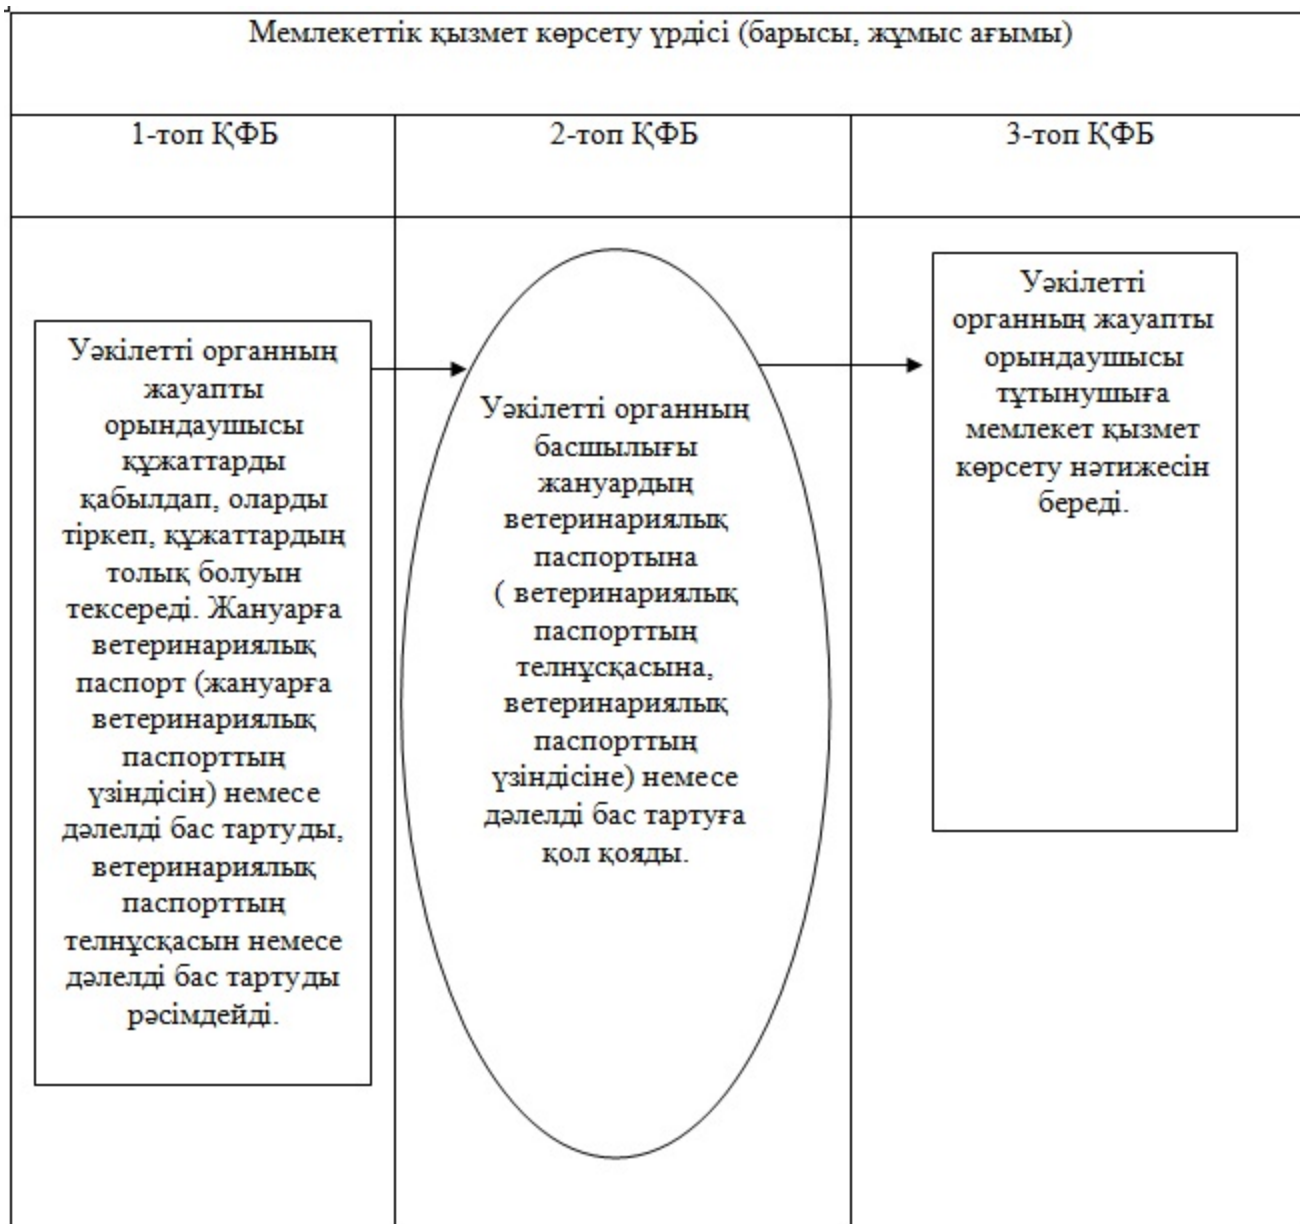 Мемлекеттік қызмет көрсету үрдісі (барысы, жұмыс ағымы)
1-топ ҚФБ
2-топ ҚФБ
3-топ ҚФБ
Уәкілетті органның
жауапты
орындаушысы
құжаттарды
қабылдап, оларды
тіркеп, құжаттардың
толық болуын
тексереді. Жануарға
ветеринариялық
паспорт (жануарға
ветеринариялық
паспорттың
үзіндісін) немесе
дәлелді бас тартуды,
ветеринариялық
паспорттың
телнұсқасын немесе
дәлелді бас тартуды
рәсімдейді.
Уәкілетті органның
басшылығы
жануардың
ветеринариялық
паспортына
( ветеринариялық
паспорттың
телнұсқасына,
ветеринариялық
паспорттың
үзіндісіне) немесе
дәлелді бас тартуға
қол қояды.
Уәкілетті
органның жауапты
орындаушысы
тұтынушыға
мемлекет қызмет
көрсету нәтижесін
береді.